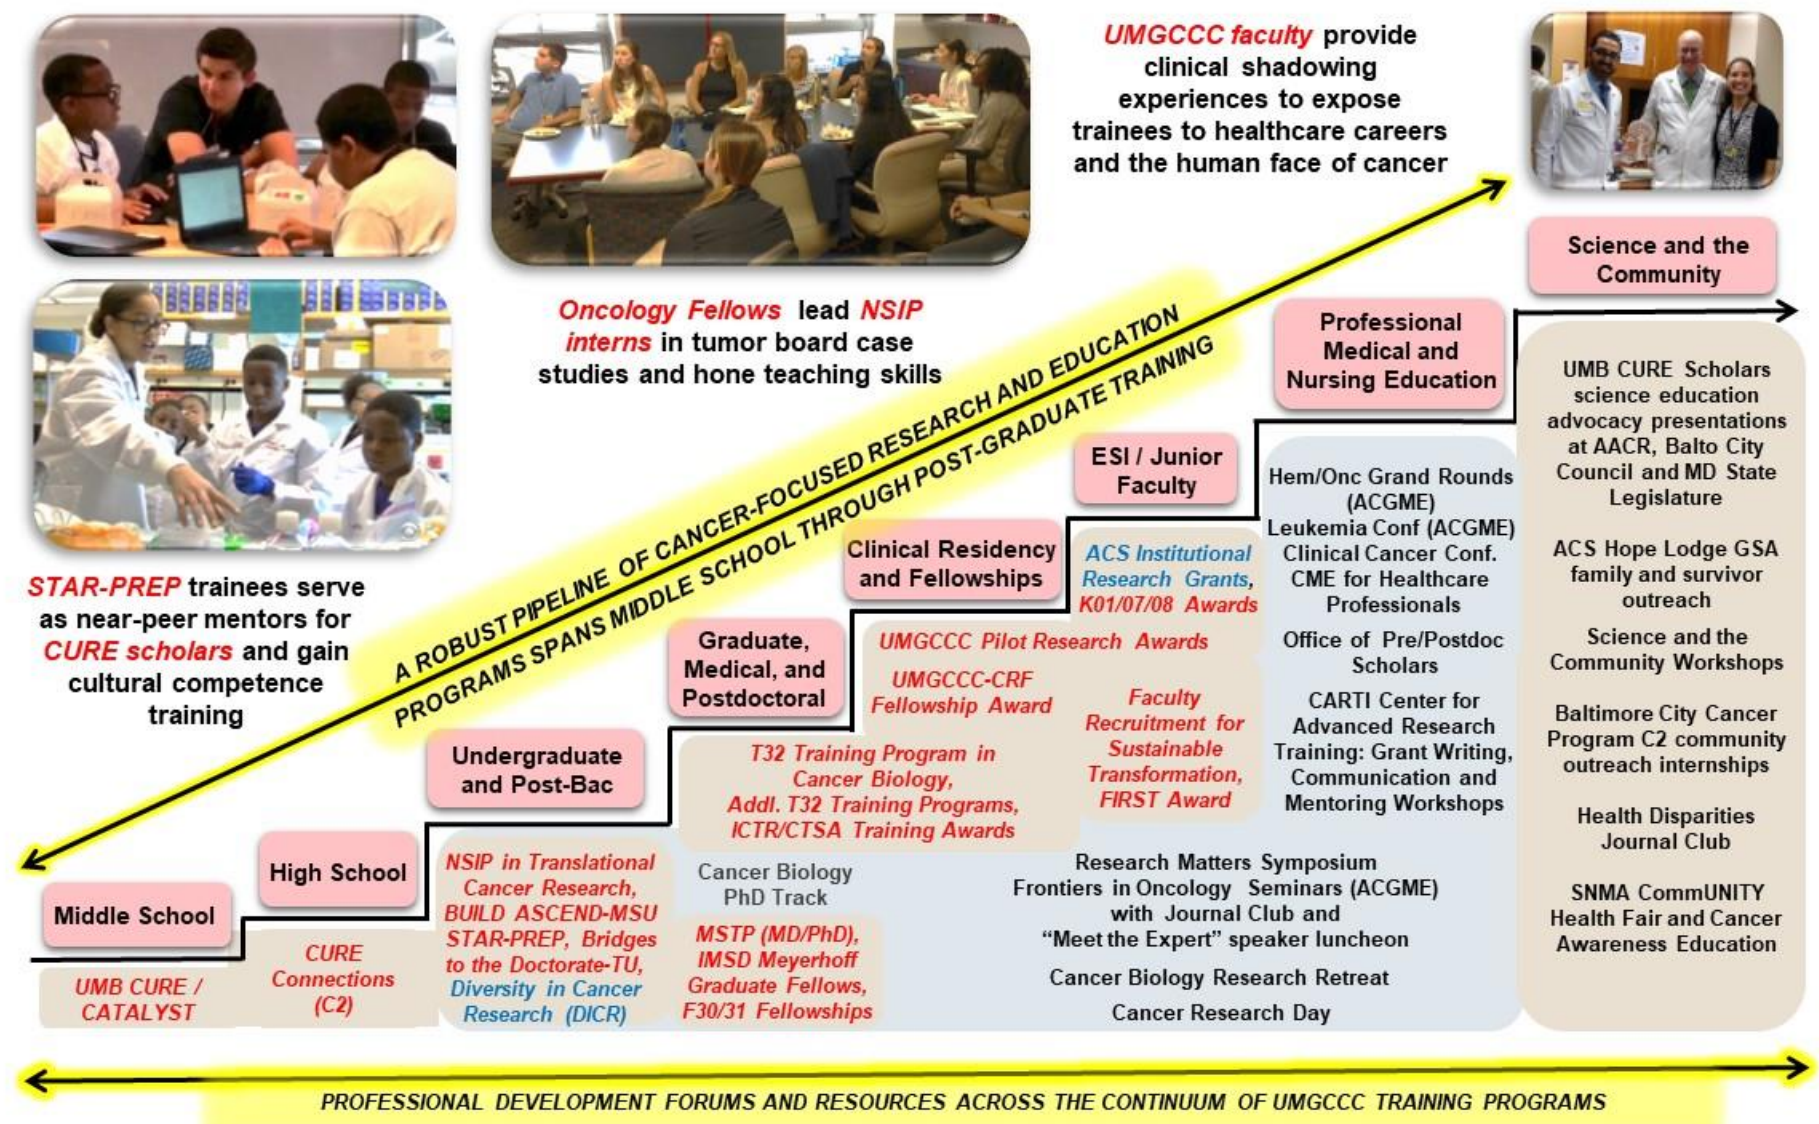 UMGCCC faculty provide
clinical shadowing
experiences to expose
trainees to healthcare careers
and the human face of cancer
Oncology Fellows lead NSIP
interns in tumor board case
studies and hone teaching skills
STAR-PREP trainees serve
as near-peer mentors for
CURE scholars and gain
cultural competence
training
A ROBUST PIPELINE OF CANCER-FOCUSED RESEARCH AND EDUCATION
PROGRAMS SPANS MIDDLE SCHOOL THROUGH POST-GRADUATE TRAINING
Middle School
UMB CURE /
CATALYST
High School
CURE
Connections
(C2)
Undergraduate
and Post-Bac
NSIP in Translational
Cancer Research,
BUILD ASCEND-MSU
STAR-PREP, Bridges
to the Doctorate-TU,
Diversity in Cancer
Research (DICR)
Graduate,
Medical, and
Postdoctoral
T32 Training Program in
Cancer Biology,
Addl. T32 Training Programs,
ICTR/CTSA Training Awards
Cancer Biology
PhD Track
MSTP (MD/PhD),
IMSD Meyerhoff
Graduate Fellows,
F30/31 Fellowships
Clinical Residency
and Fellowships
UMGCCC Pilot Research Awards
UMGCCC-CRF
Fellowship Award
ESI / Junior
Faculty
ACS Institutional
Research Grants,
K01/07/08 Awards
Faculty
Recruitment for
Sustainable
Transformation,
FIRST Award
Professional
Medical and
Nursing Education
Hem/Onc Grand Rounds
(ACGME)
Leukemia Conf (ACGME)
Clinical Cancer Conf.
CME for Healthcare
Professionals
Office of Pre/Postdoc
Scholars
CARTI Center for
Advanced Research
Training: Grant Writing,
Communication and
Mentoring Workshops
Research Matters Symposium
Frontiers in Oncology Seminars (ACGME)
with Journal Club and
“Meet the Expert” speaker luncheon
Cancer Biology Research Retreat
Cancer Research Day
Science and the
Community
UMB CURE Scholars
science education
advocacy presentations
at AACR, Balto City
Council and MD State
Legislature
ACS Hope Lodge GSA
family and survivor
outreach
Science and the
Community Workshops
Baltimore City Cancer
Program C2 community
outreach internships
Health Disparities
Journal Club
SNMA CommUNITY
Health Fair and Cancer
Awareness Education
PROFESSIONAL DEVELOPMENT FORUMS AND RESOURCES ACROSS THE CONTINUUM OF UMGCCC TRAINING PROGRAMS